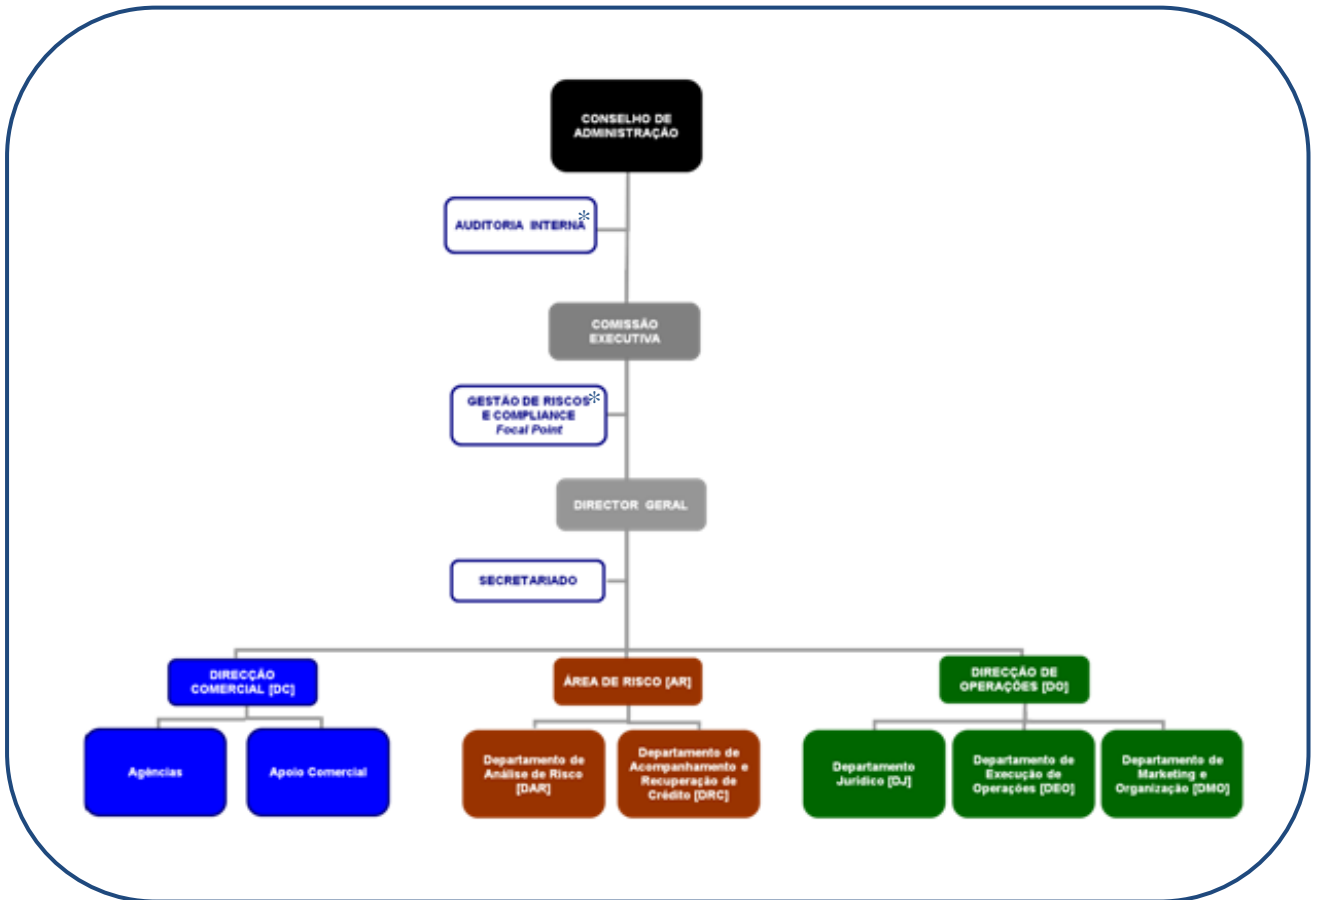 CONSELHO DE
ADMINISTRAÇÃO
AUDITORIA INTERNA*
COMISSÃO
EXECUTIVA
GESTÃO DE RISCOS*
E COMPLIANCE
Focal Point
DIRECTOR GERAL
SECRETARIADO
DIRECÇÃO
COMERCIAL [DC]
ÁREA DE RISCO [AR]
DIRECÇÃO DE
OPERAÇÕES [DO]
Agências
Apoio Comercial
Departamento de
Análise de Risco
[DAR]
Departamento de
Acompanhamento e
Recuperação de
Crédito [DRC]
Departamento
Jurídico [DJ]
Departamento de
Execução de
Operações [DEO]
Departamento de
Marketing e
Organização [DMO]